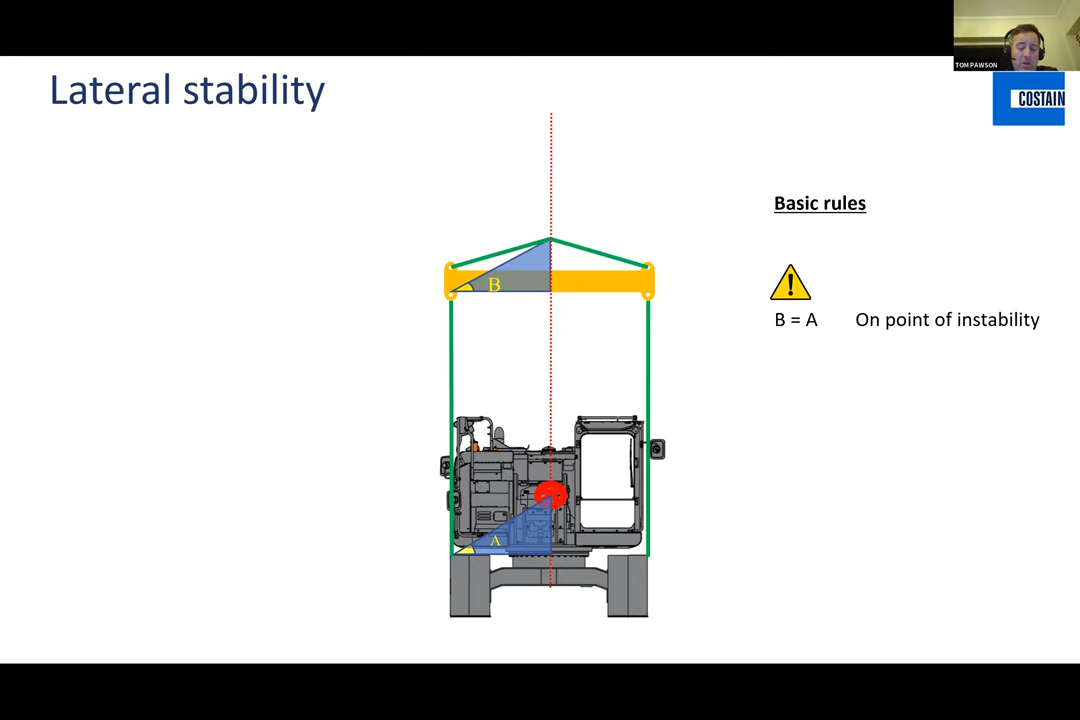 TOM PAWSON
COSTAIN
Lateral stability
Basic rules
B
B = A On point of instability
A